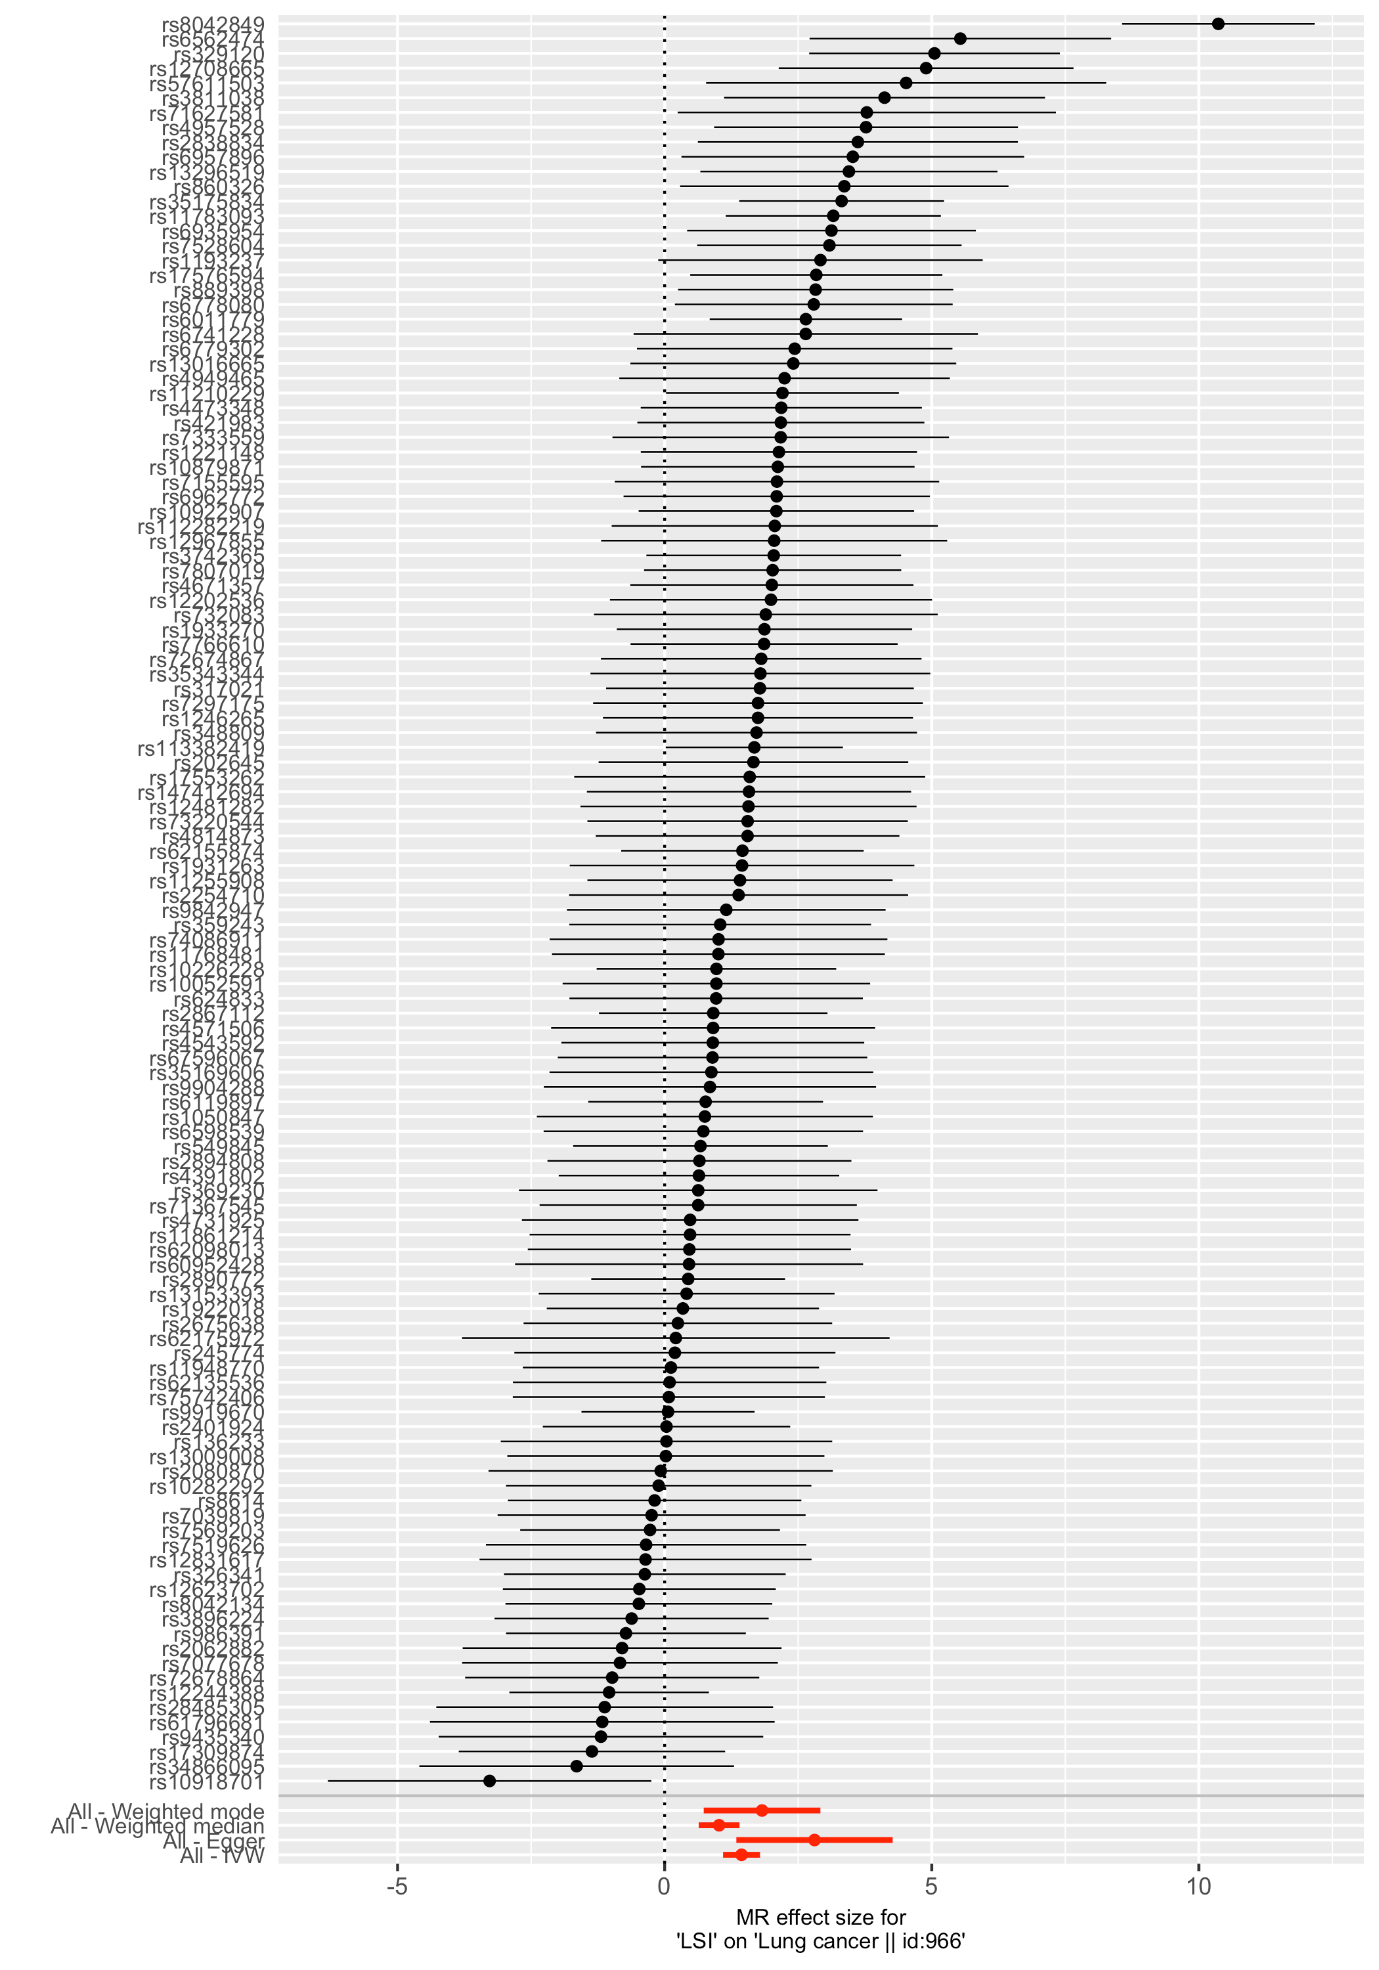 rs8042849
rs6562474
rs329120
rs12708665
rs57611503
rs3811038
rs71627581
rs4957528
rs2838834
rs6957896
rs13296519
rs860326
rs35175834
rs11783093
rs6935954
rs7528604
rs1193237
rs17576594
rs889398
rs6778080
rs6011779
rs6741228
rs6779302
rs13016665
rs4949465
rs11210229
rs4473348
rs421983
rs7333559
rs1221148
rs10879871
rs7155595
rs6962772
rs10922907
rs112282219
rs12967855
rs3742365
rs7807019
rs4671357
rs12202536
rs732083
rs1933270
rs7766610
rs72674867
rs35343344
rs317021
rs7297175
rs1246265
rs348809
rs113382419
rs202645
rs17553262
rs147412694
rs12481282
rs73220544
rs4814873
rs62155874
rs1931263
rs11255908
rs2254710
rs9842947
rs359243
rs74086911
rs11768481
rs10226228
rs10052591
rs624833
rs2867112
rs4571506
rs4543592
rs67596067
rs35169606
rs9904288
rs6119897
rs1050847
rs6598539
rs549845
rs2894808
rs4391802
rs369230
rs71367545
rs4731925
rs11861214
rs62098013
rs60952428
rs2890772
rs13153393
rs1922018
rs2675638
rs62175972
rs245774
rs11948770
rs62135536
rs75742406
rs9919670
rs2401924
rs136233
rs13009008
rs2080870
rs10282292
rs8614
rs7039819
rs7569203
rs7519626
rs12831617
rs326341
rs12623702
rs8042134
rs3896224
rs986391
rs2062882
rs7077678
rs72678864
rs12244388
rs28485305
rs61796681
rs9435340
rs17309874
rs34866095
rs10918701
All - Weighted mode
All - Weighted median
All - Egger
All - IVW
-5 0 5 10
MR effect size for
'LSI' on 'Lung cancer || id:966'